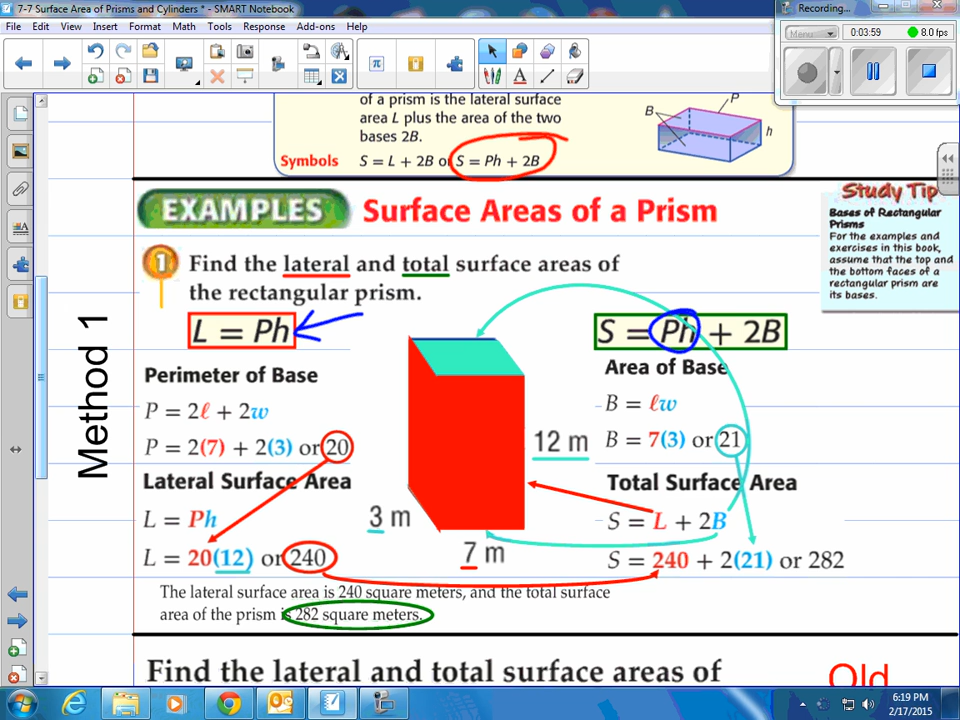 7-7 Surface Area of Prisms and Cylinders * - SMART Notebook
Recording...
File Edit View Insert Format Math Tools Response Add-ons Help
Menu
0:03:59
8.0 fps
of a prism is the lateral surface
area L plus the area of the two
bases 2B.
Symbols S = L + 2B or S = Ph + 2B
B
P
h
EXAMPLES Surface Areas of a Prism
Study Tip
Bases of Rectangular
Prisms
For the examples and
exercises in this book,
assume that the top and
the bottom faces of a
rectangular prism are
its bases.
1 Find the lateral and total surface areas of
the rectangular prism.
Method 1
L = Ph
Perimeter of Base
P = 2ℓ + 2w
P = 2(7) + 2(3) or 20
Lateral Surface Area
L = Ph
L = 20(12) or 240
12 m
3 m
7 m
S = Ph + 2B
Area of Base
B = ℓw
B = 7(3) or 21
Total Surface Area
S = L + 2B
S = 240 + 2(21) or 282
The lateral surface area is 240 square meters, and the total surface
area of the prism is 282 square meters.
Find the lateral and total surface areas of
Old
6:19 PM
2/17/2015